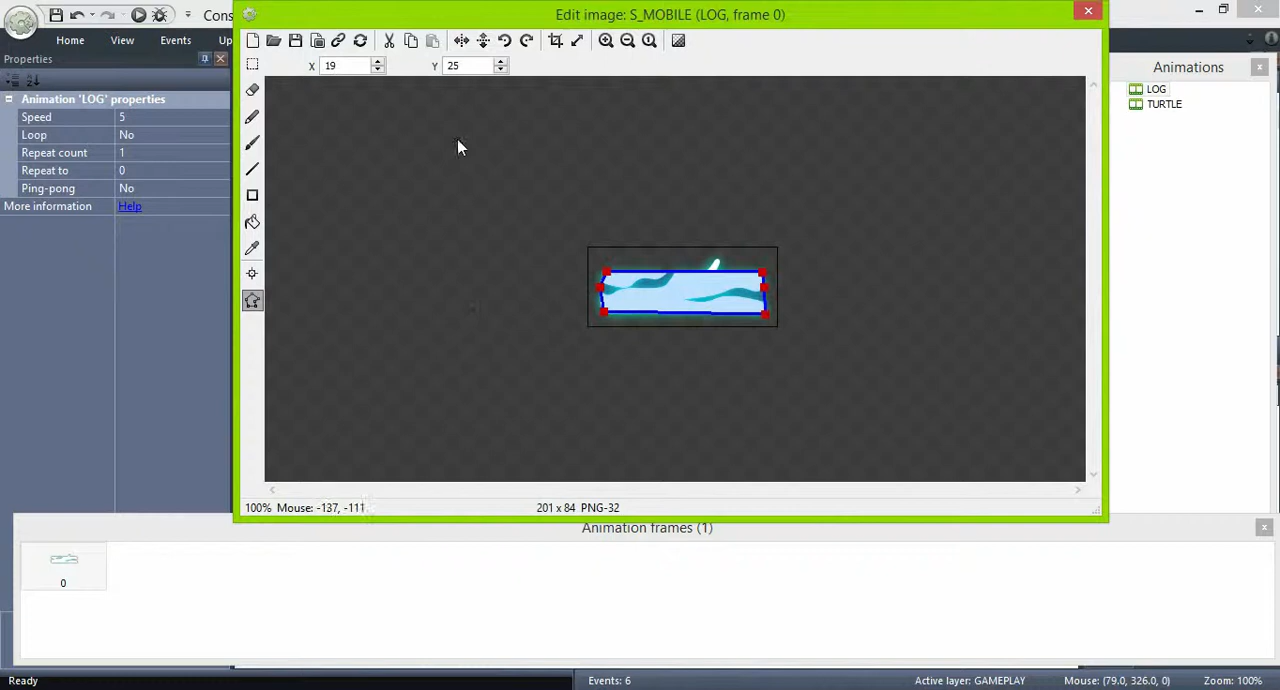 Edit image: S_MOBILE (LOG, frame 0)
Cons
Home View Events Up
Properties
X 19 Y 25
Animations
Animation 'LOG' properties
Speed 5
Loop No
Repeat count 1
Repeat to 0
Ping-pong No
More information Help
LOG
TURTLE
100% Mouse: -137, -111 201 x 84 PNG-32
Animation frames (1)
0
Ready Events: 6 Active layer: GAMEPLAY Mouse: (79.0, 326.0, 0) Zoom: 100%